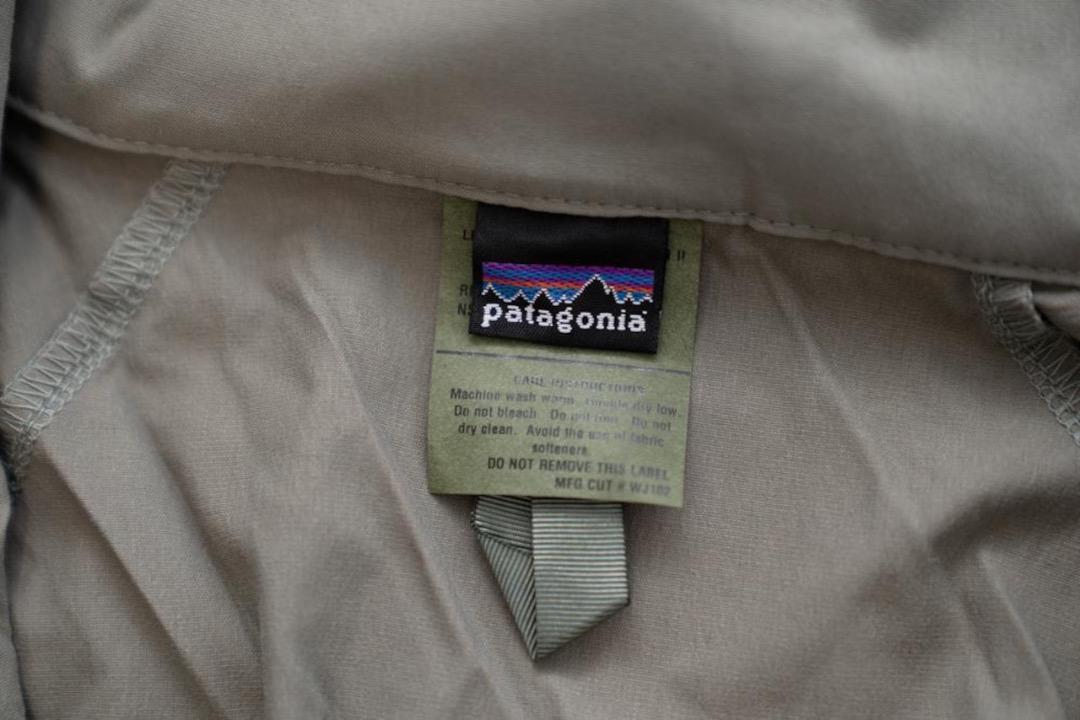 patagonia
CARE INSTRUCTIONS
Machine wash warm. Tumble dry low.
Do not bleach. Do not iron. Do not
dry clean. Avoid the use of fabric
softeners.
DO NOT REMOVE THIS LABEL
MFG CUT # WJ102